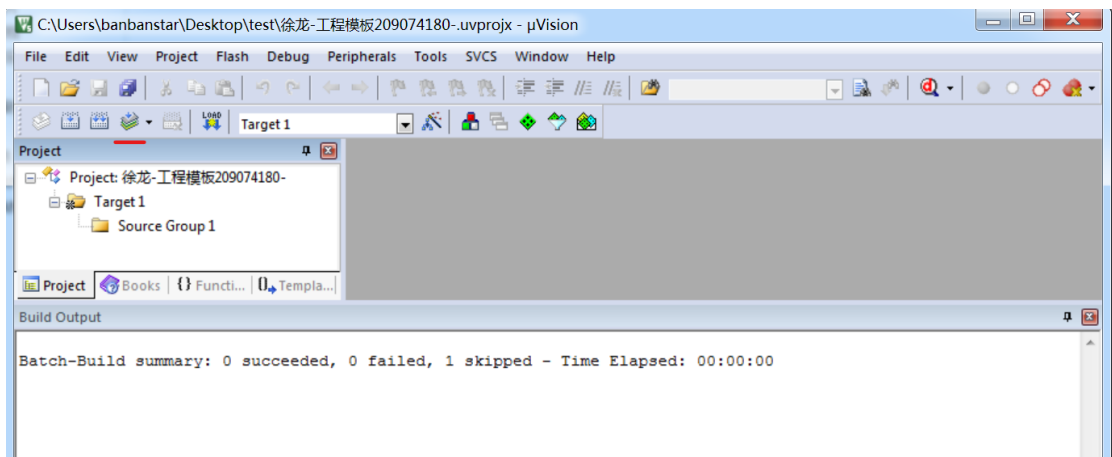 C:\Users\banbanstar\Desktop\test\徐龙-工程模板209074180-.uvprojx - µVision
File Edit View Project Flash Debug Peripherals Tools SVCS Window Help
LOAD Target 1
Project
Project: 徐龙-工程模板209074180-
Target 1
Source Group 1
Project Books {} Functi... 0 Templa...
Build Output
Batch-Build summary: 0 succeeded, 0 failed, 1 skipped - Time Elapsed: 00:00:00